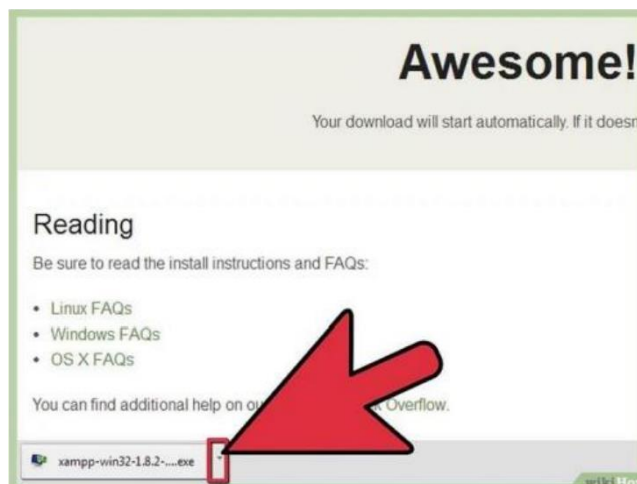 Awesome!
Your download will start automatically. If it doesn
Reading
Be sure to read the install instructions and FAQs:
• Linux FAQs
• Windows FAQs
• OS X FAQs
You can find additional help on ou Overflow.
xampp-win32-1.8.2-....exe
wikiHow